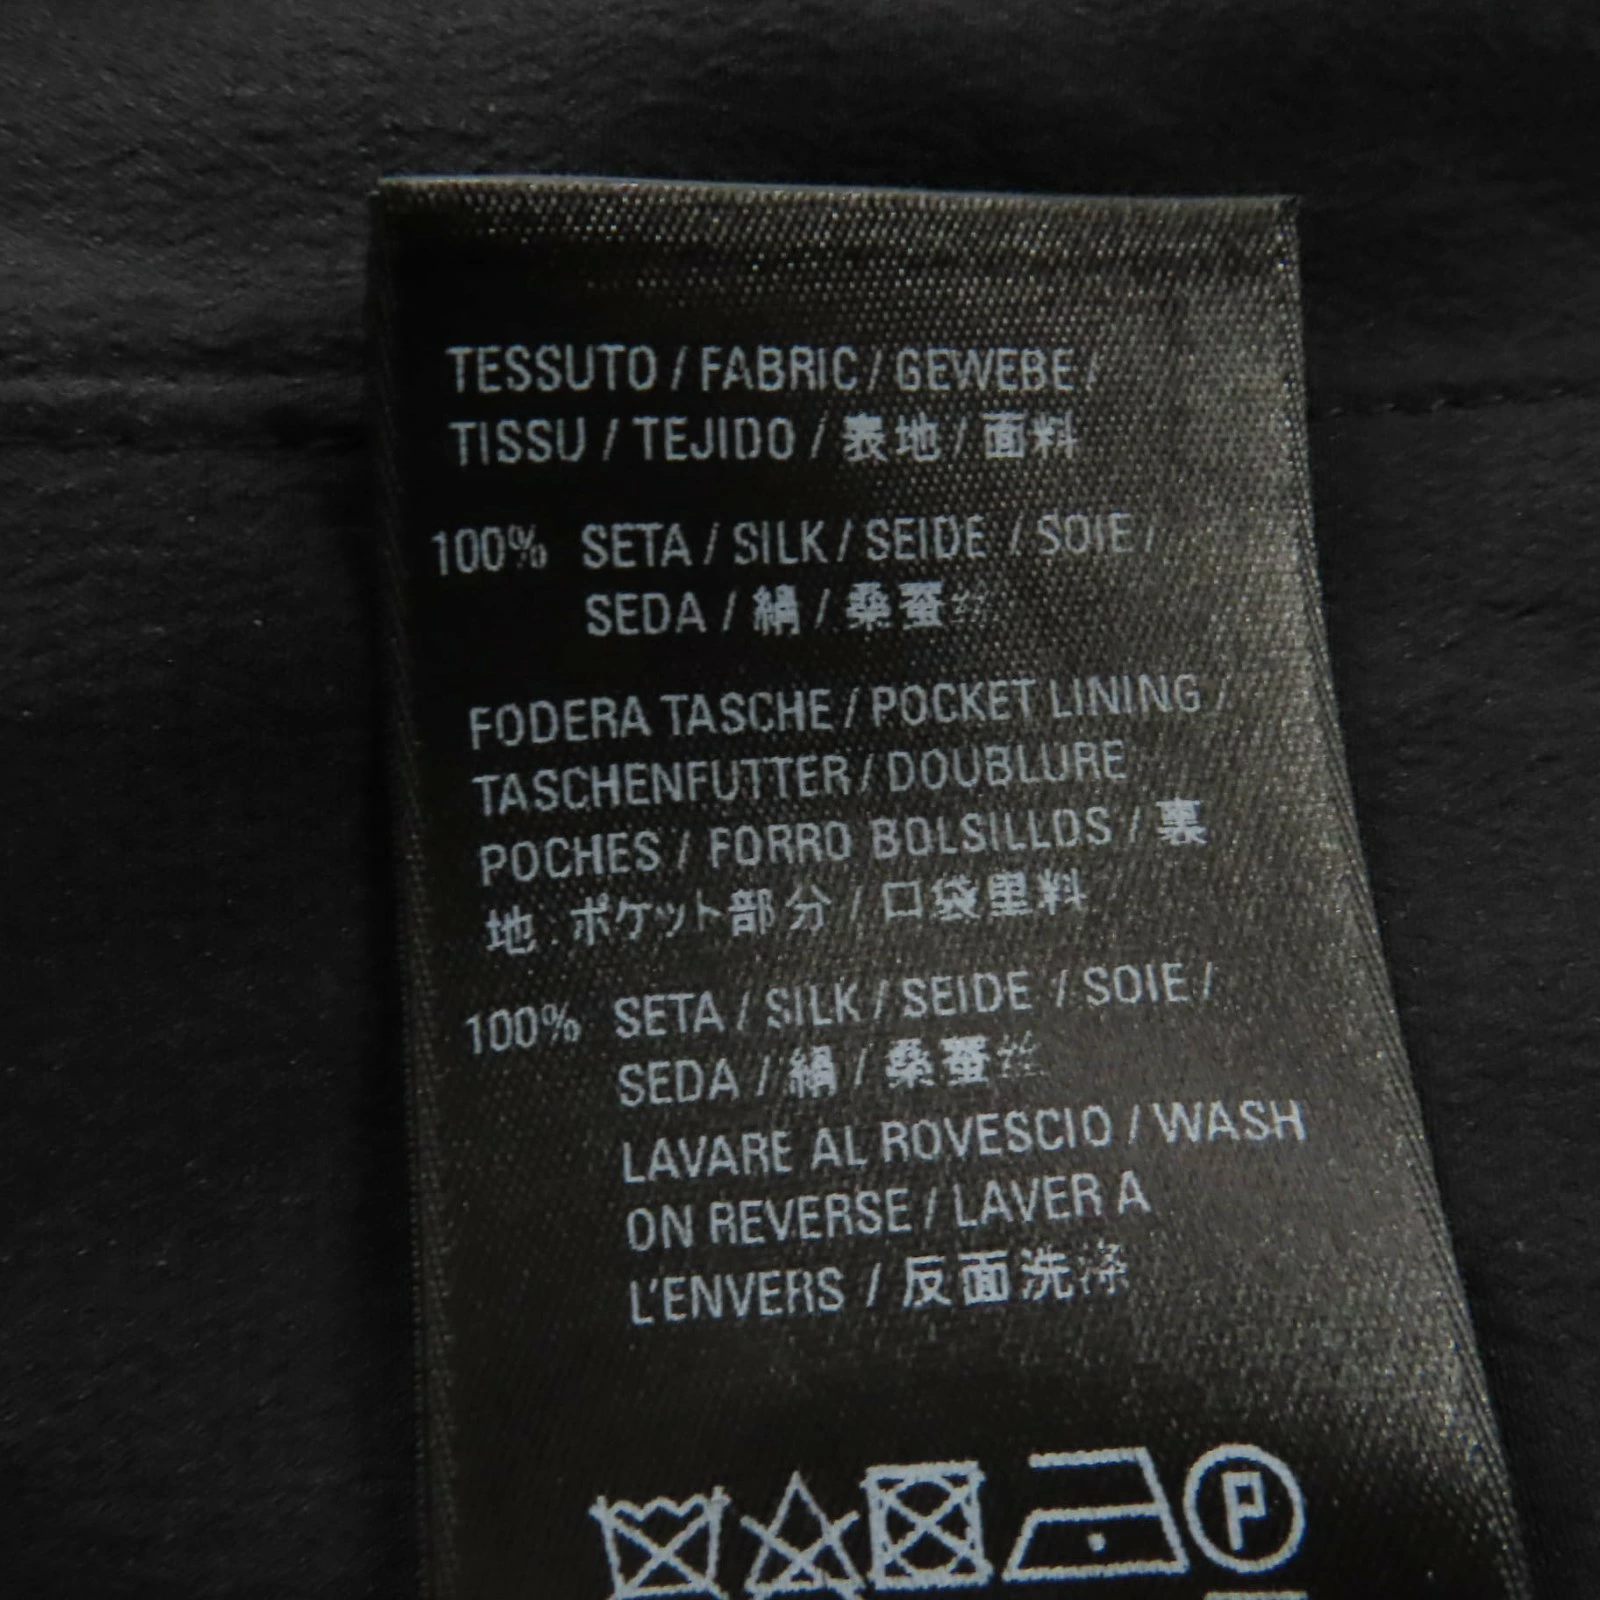 TESSUTO / FABRIC / GEWEBE /
TISSU / TEJIDO / 表地 / 面料
100% SETA / SILK / SEIDE / SOIE /
SEDA / 絹 / 桑蚕丝
FODERA TASCHE / POCKET LINING /
TASCHENFUTTER / DOUBLURE
POCHES / FORRO BOLSILLOS / 裏
地:ポケット部分 / 口袋里料
100% SETA / SILK / SEIDE / SOIE /
SEDA / 絹 / 桑蚕丝
LAVARE AL ROVESCIO / WASH
ON REVERSE / LAVER A
L'ENVERS / 反面洗涤
P